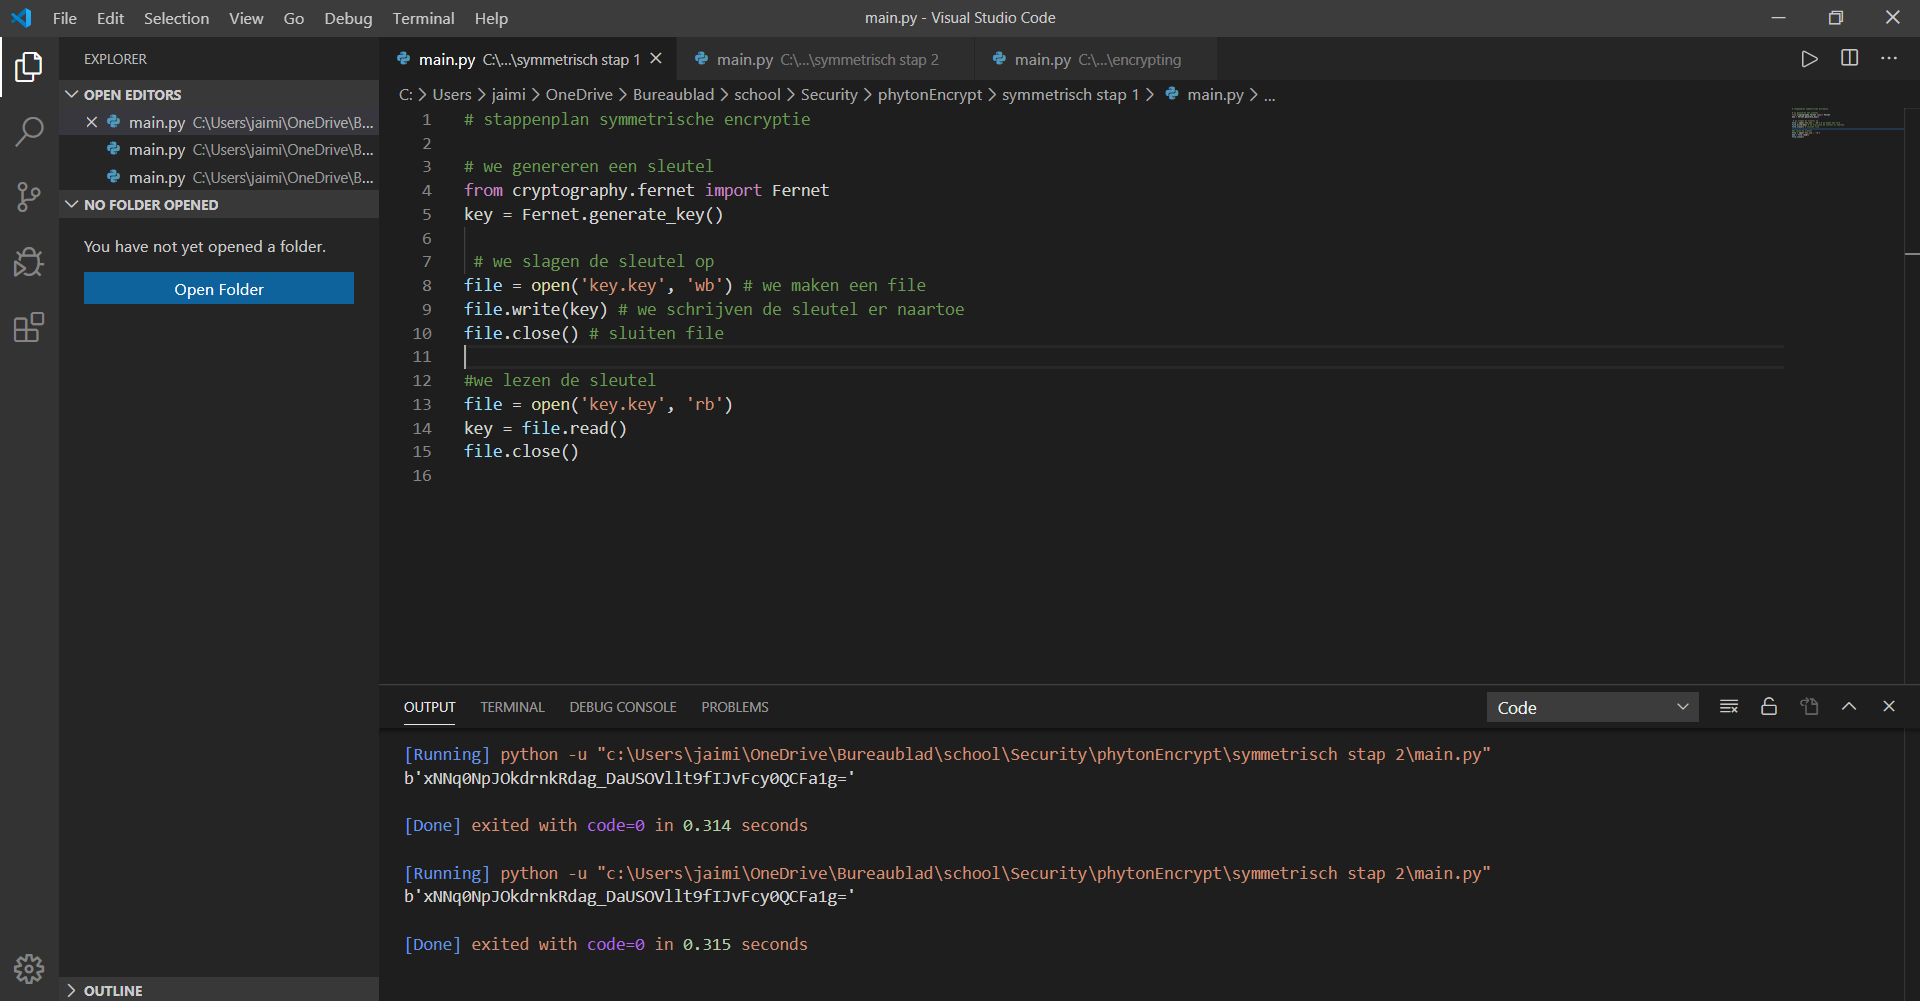 File Edit Selection View Go Debug Terminal Help
main.py - Visual Studio Code
EXPLORER
OPEN EDITORS
main.py C:\Users\jaimi\OneDrive\B...
main.py C:\Users\jaimi\OneDrive\B...
main.py C:\Users\jaimi\OneDrive\B...
NO FOLDER OPENED
You have not yet opened a folder.
Open Folder
OUTLINE
main.py C:\...\symmetrisch stap 1
main.py C:\...\symmetrisch stap 2
main.py C:\...\encrypting
C: > Users > jaimi > OneDrive > Bureaublad > school > Security > phytonEncrypt > symmetrisch stap 1 > main.py > ...
1 # stappenplan symmetrische encryptie
2
3 # we genereren een sleutel
4 from cryptography.fernet import Fernet
5 key = Fernet.generate_key()
6
7 # we slagen de sleutel op
8 file = open('key.key', 'wb') # we maken een file
9 file.write(key) # we schrijven de sleutel er naartoe
10 file.close() # sluiten file
11
12 #we lezen de sleutel
13 file = open('key.key', 'rb')
14 key = file.read()
15 file.close()
16
OUTPUT TERMINAL DEBUG CONSOLE PROBLEMS
Code
[Running] python -u "c:\Users\jaimi\OneDrive\Bureaublad\school\Security\phytonEncrypt\symmetrisch stap 2\main.py"
b'xNNq0NpJOkdrnkRdag_DaUSOVllt9fIJvFcy0QCFa1g='
[Done] exited with code=0 in 0.314 seconds
[Running] python -u "c:\Users\jaimi\OneDrive\Bureaublad\school\Security\phytonEncrypt\symmetrisch stap 2\main.py"
b'xNNq0NpJOkdrnkRdag_DaUSOVllt9fIJvFcy0QCFa1g='
[Done] exited with code=0 in 0.315 seconds